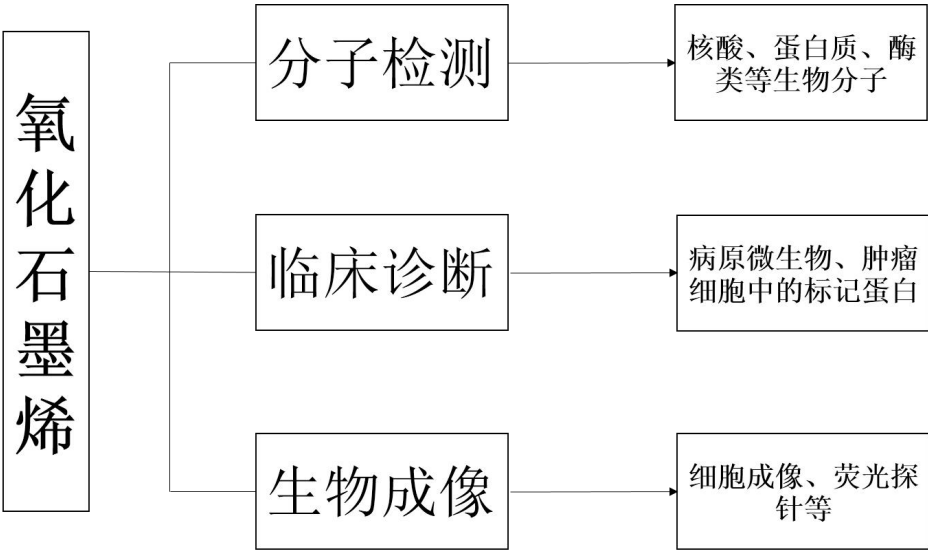 氧化石墨烯
分子检测
核酸、蛋白质、酶
类等生物分子
临床诊断
病原微生物、肿瘤
细胞中的标记蛋白
生物成像
细胞成像、荧光探
针等